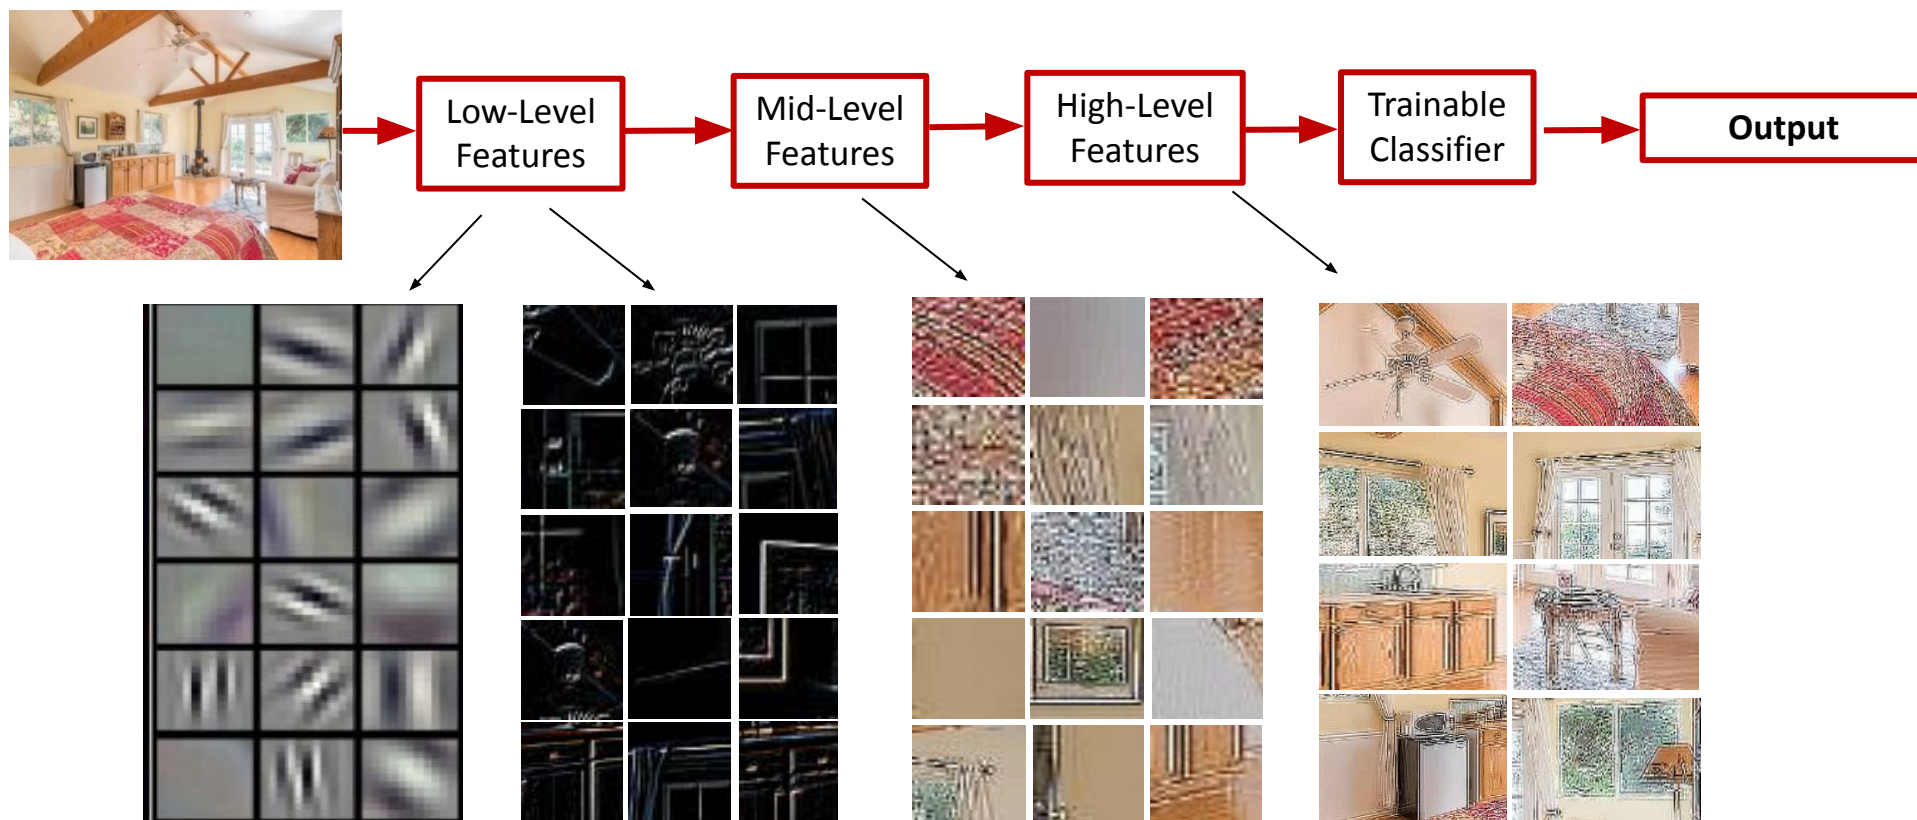 Low-Level
Features
Mid-Level
Features
High-Level
Features
Trainable
Classifier
Output